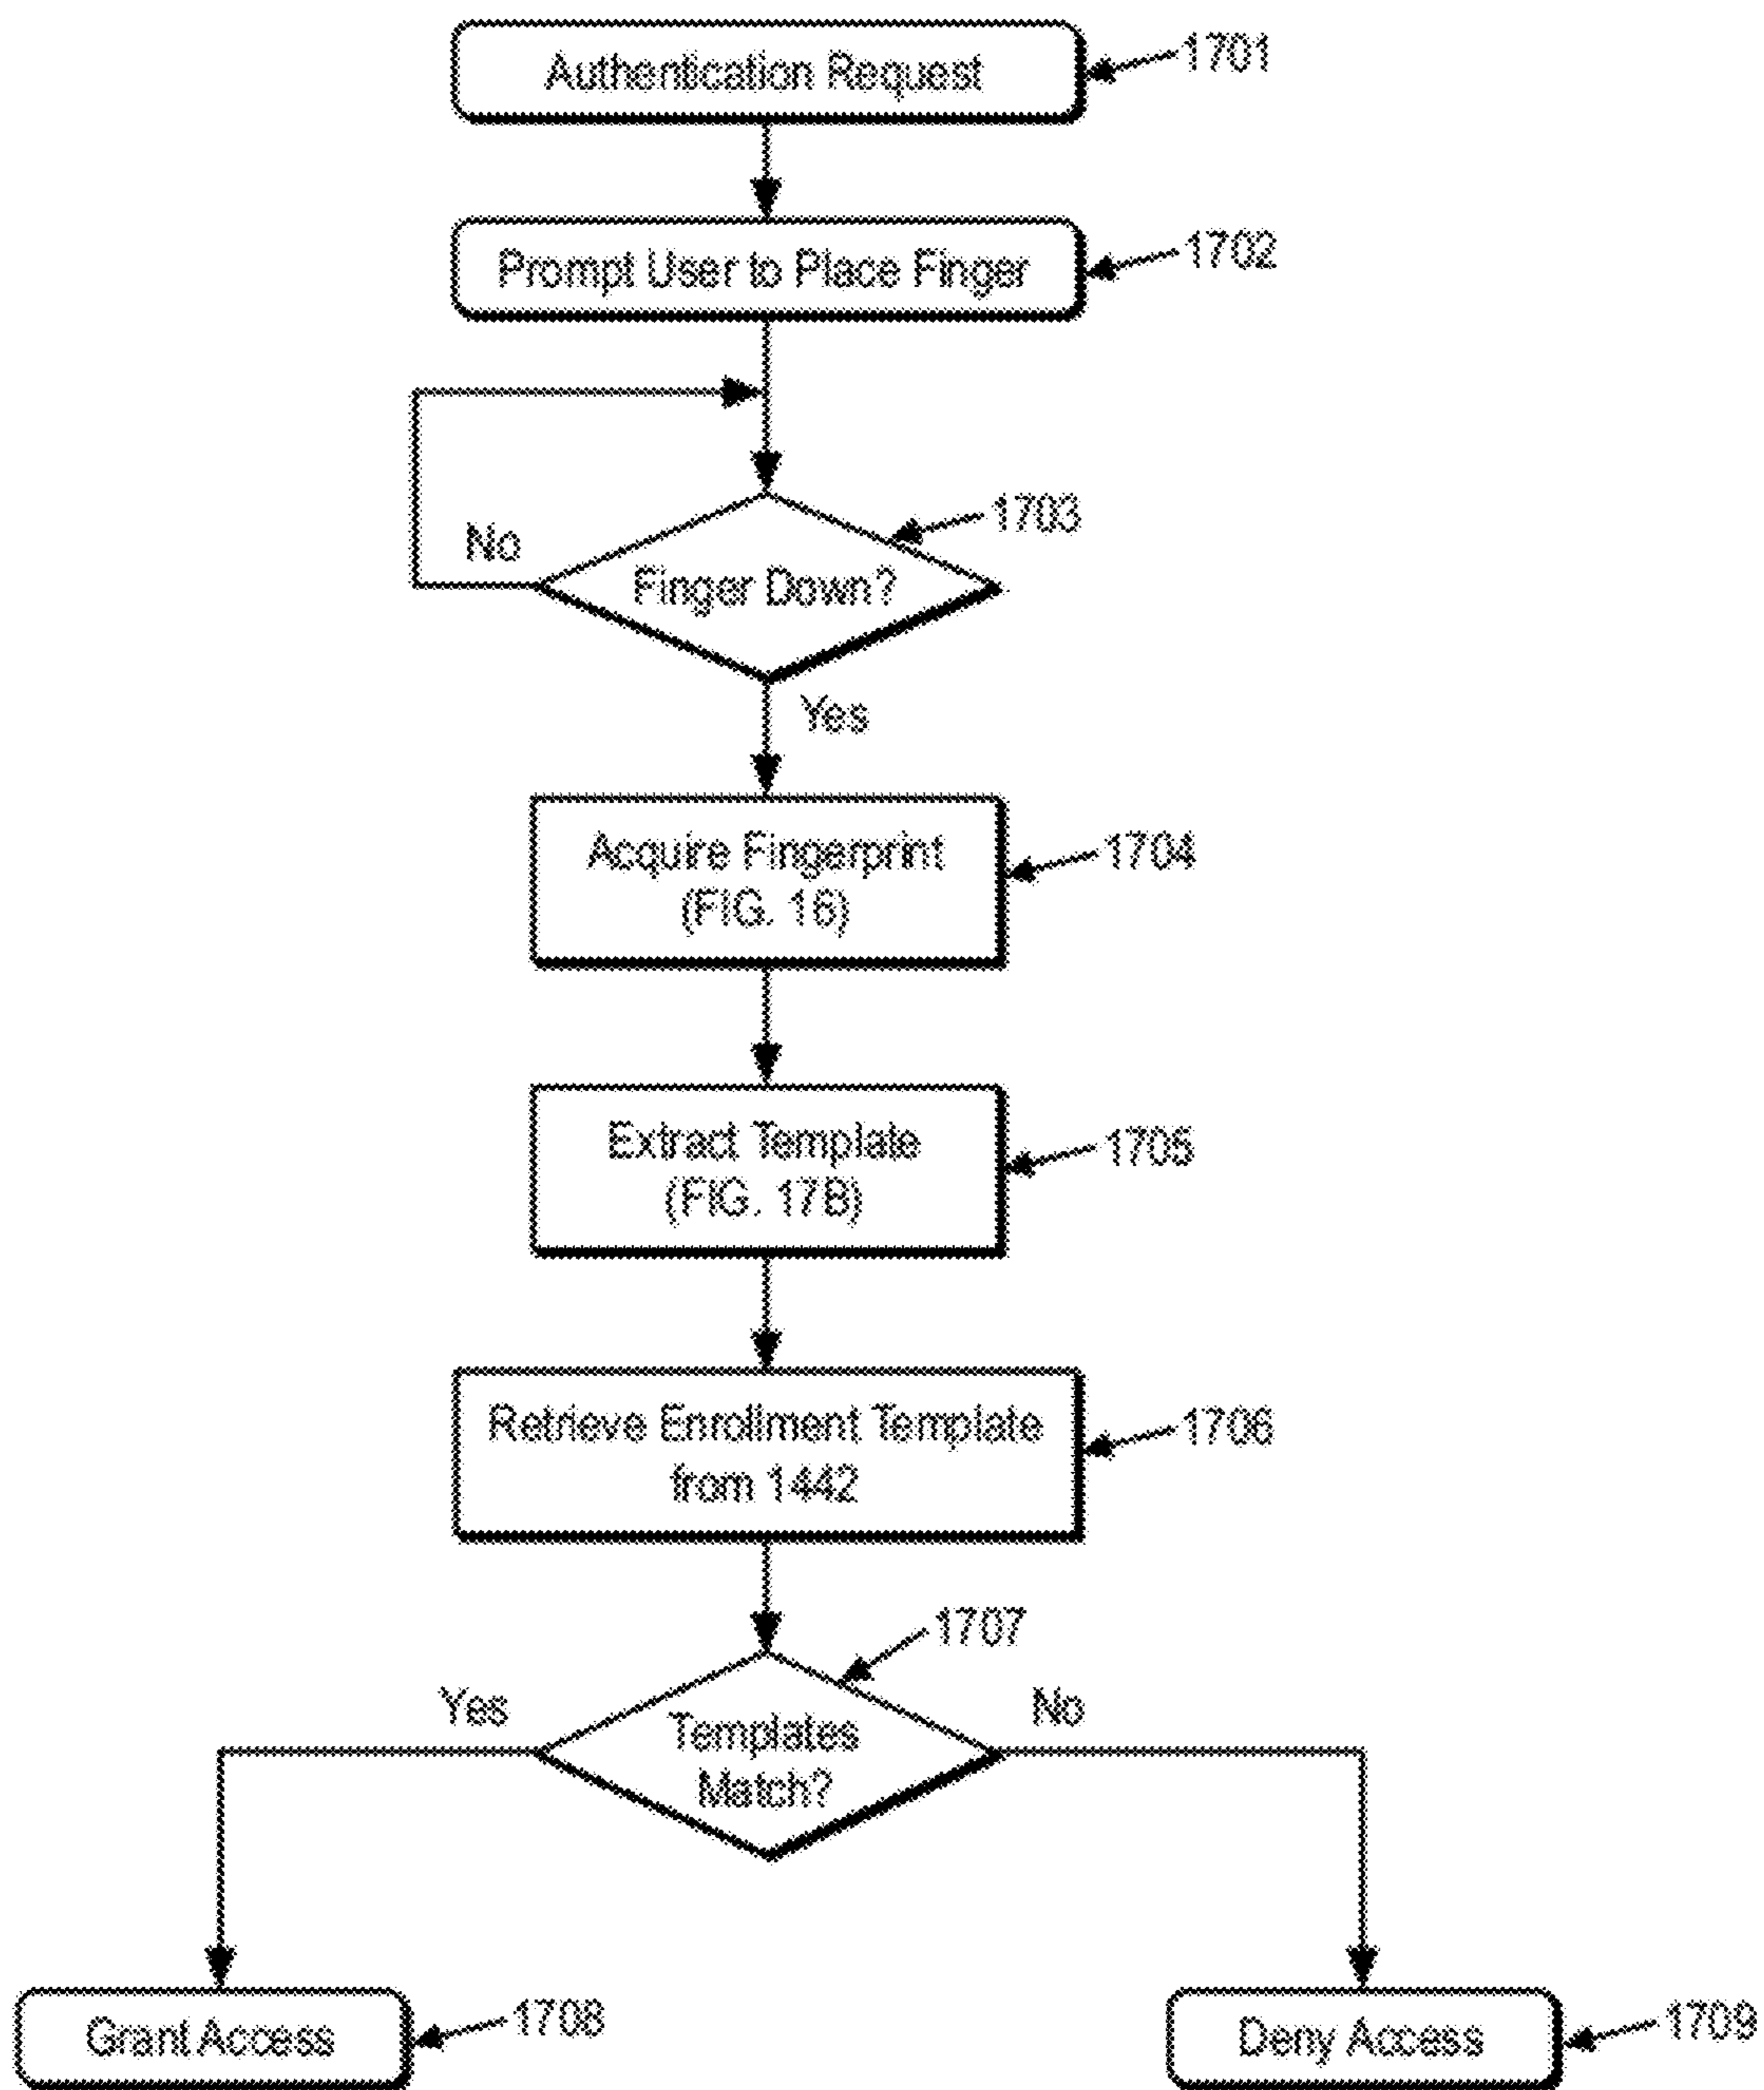 Authentication Request
1701
Prompt User to Place Finger
1702
1703
No
Finger Down?
Yes
Acquire Fingerprint
(FIG. 16)
1704
Extract Template
(FIG. 17B)
1705
Retrieve Enrollment Template
from 1442
1706
1707
Yes
No
Templates
Match?
Grant Access
1708
Deny Access
1709